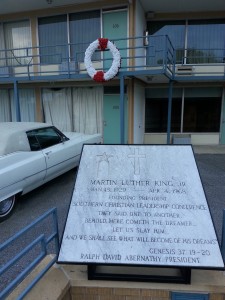 MARTIN LUTHER KING, JR.
JAN. 15, 1929 - APR. 4, 1968
FOUNDING PRESIDENT
SOUTHERN CHRISTIAN LEADERSHIP CONFERENCE
THEY SAID ONE TO ANOTHER
BEHOLD, HERE COMETH THE DREAMER
LET US SLAY HIM
AND WE SHALL SEE WHAT WILL BECOME OF HIS DREAMS
GENESIS 37:19-20
RALPH DAVID ABERNATHY-PRESIDENT